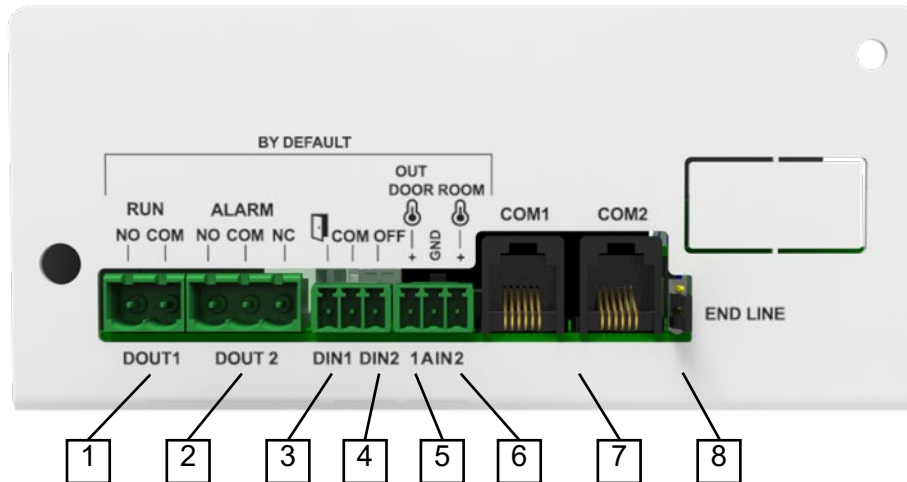 BY DEFAULT
OUT
DOOR ROOM
RUN ALARM COM1 COM2
NO COM NO COM NC COM OFF + GND +
END LINE
DOUT1 DOUT 2 DIN1 DIN2 1AIN2
1 2 3 4 5 6 7 8